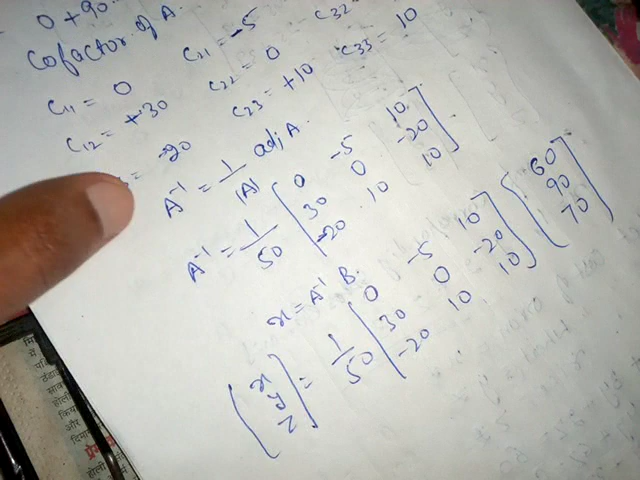 0 + 90
Cofactor of A.
C11 = 0 C21 = -5 C32
C12 = +30 C22 = 0 C33 = 10
= -20 C23 = +10
A⁻¹ = 1/|A| adj A.
A⁻¹ = 1/50 [0 -5 10
30 0 -20
-20 10 10]
x = A⁻¹ B.
[x y z] = 1/50 [0 -5 10
30 0 -20
-20 10 10] [60 90 70]